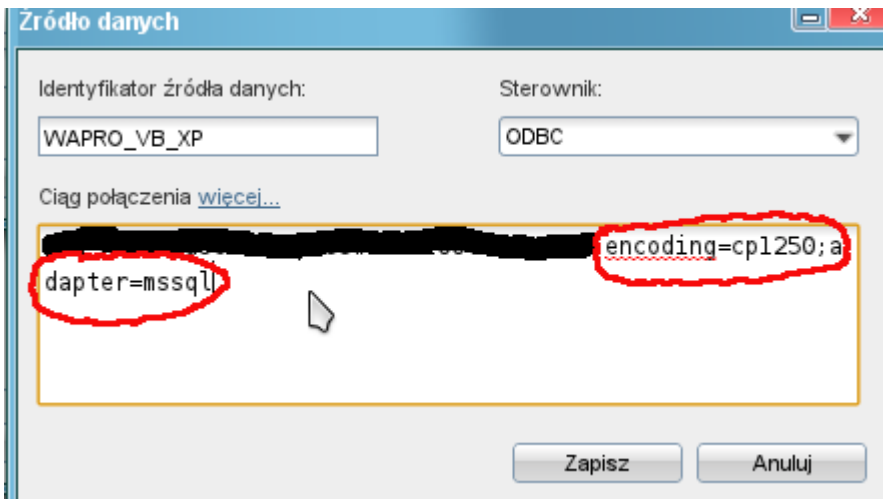 Źródło danych
Identyfikator źródła danych:
Sterownik:
WAPRO_VB_XP
ODBC
Ciąg połączenia więcej...
encoding=cp1250;a
dapter=mssql
Zapisz
Anuluj